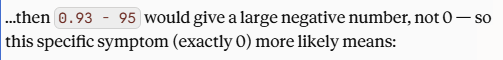 ...then 0.93 - 95 would give a large negative number, not 0 — so
this specific symptom (exactly 0) more likely means: